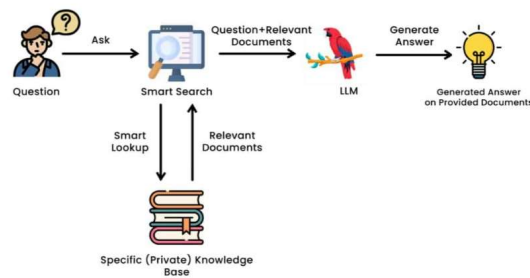 ?
Ask
Question+Relevant
Documents
Generate
Answer
Question
Smart Search
LLM
Generated Answer
on Provided Documents
Smart
Lookup
Relevant
Documents
Specific (Private) Knowledge
Base